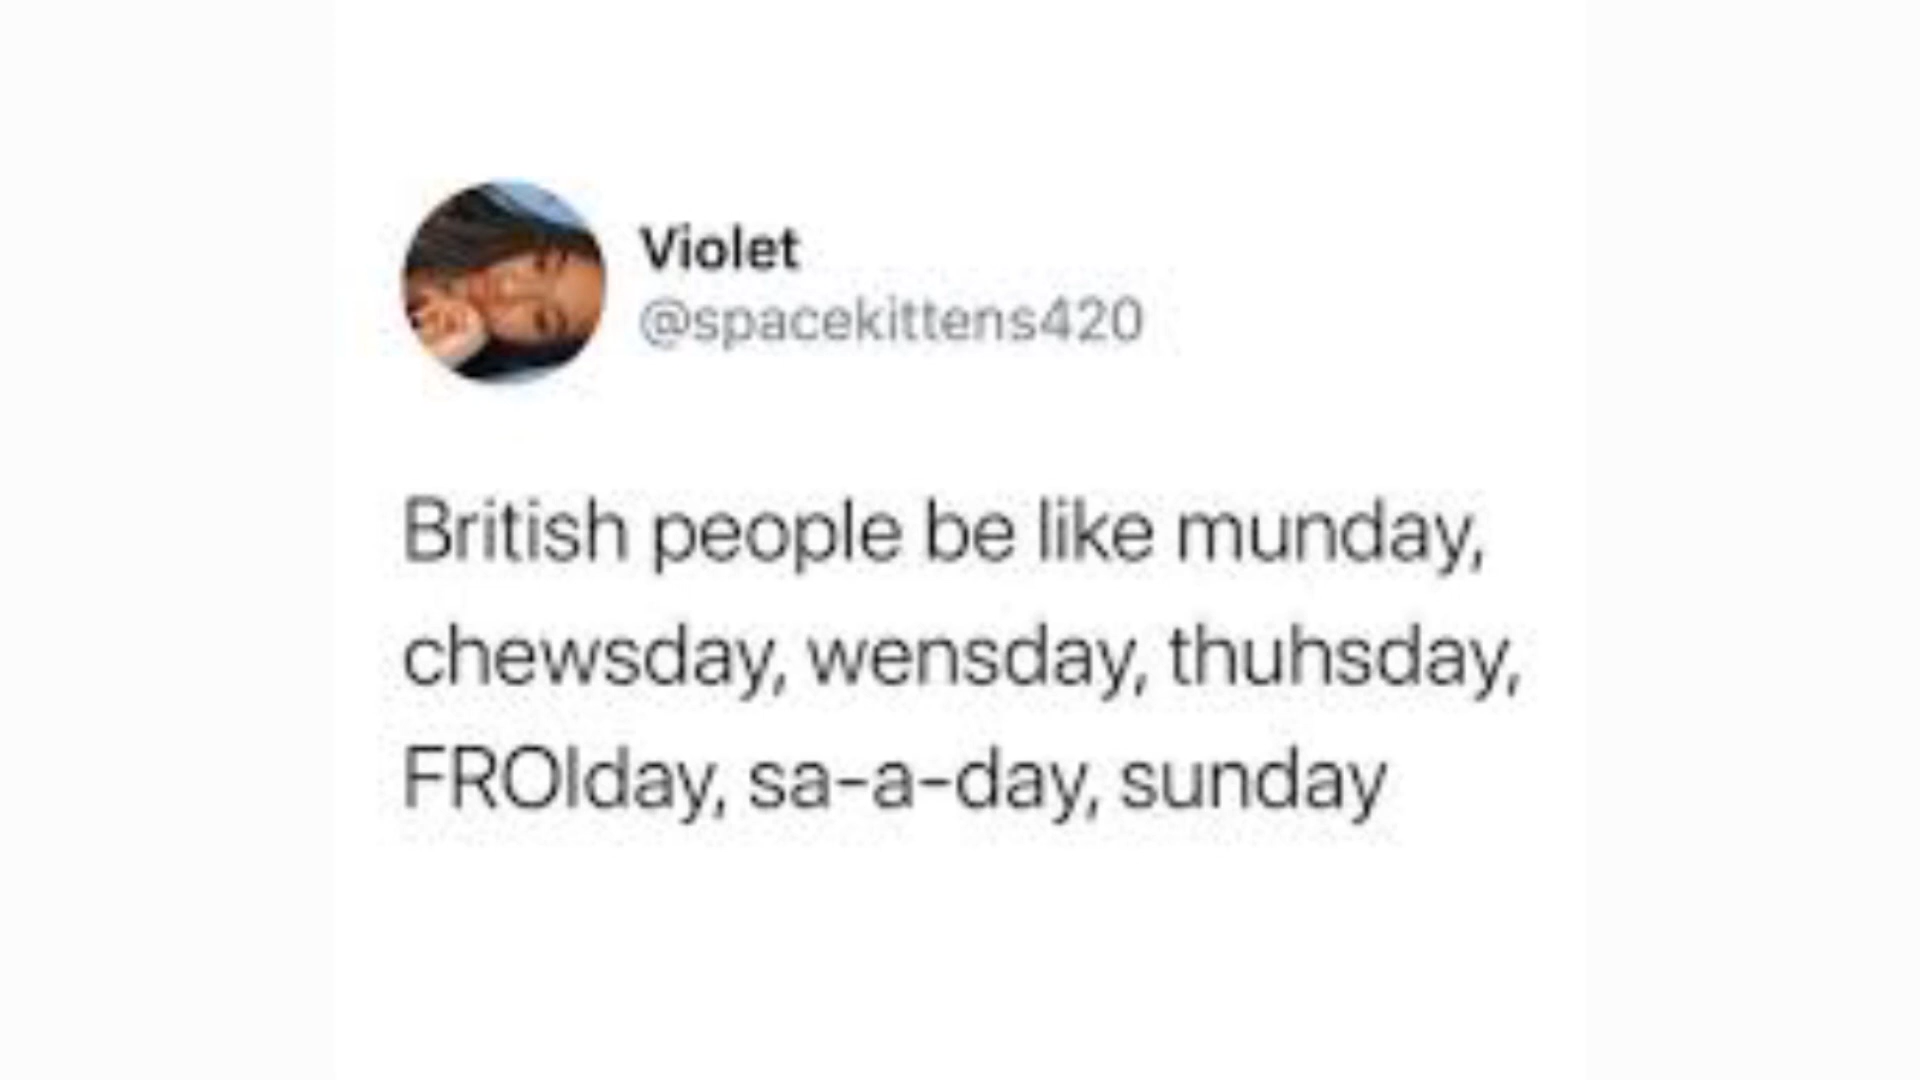 Violet
@spacekittens420
British people be like munday,
chewsday, wensday, thuhsday,
FROIday, sa-a-day, sunday